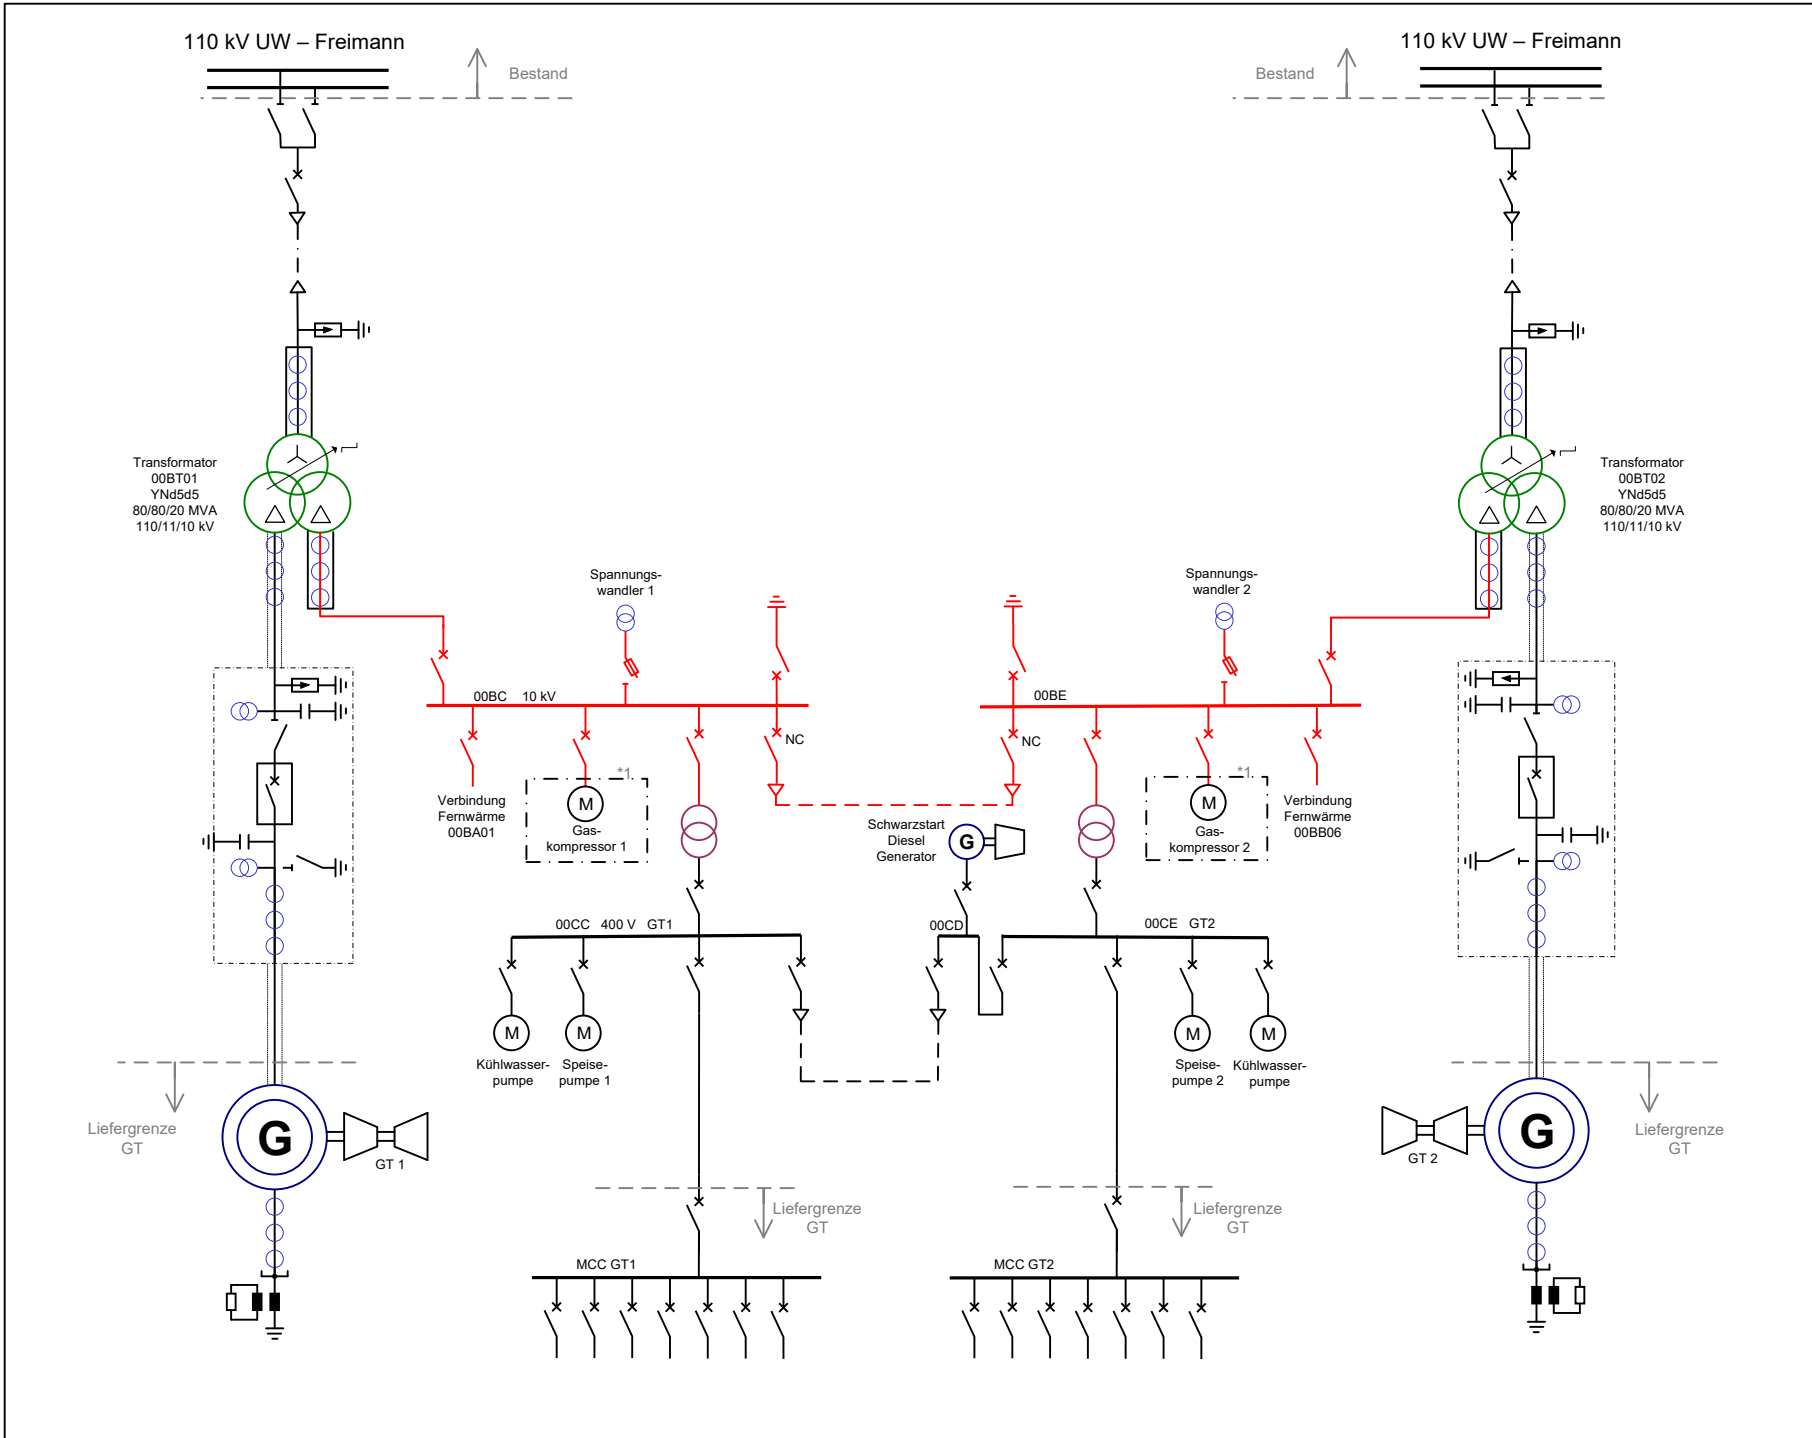 110 kV UW – Freimann
110 kV UW – Freimann
Bestand
Bestand
Transformator
00BT01
YNd5d5
80/80/20 MVA
110/11/10 kV
Transformator
00BT02
YNd5d5
80/80/20 MVA
110/11/10 kV
Spannungs-
wandler 1
Spannungs-
wandler 2
00BC 10 kV
00BE
NC
NC
*1
*1
Verbindung
Fernwärme
00BA01
M
Gas-
kompressor 1
Schwarzstart
Diesel
Generator
G
M
Gas-
kompressor 2
Verbindung
Fernwärme
00BB06
00CC 400 V GT1
00CD
00CE GT2
M
Kühlwasser-
pumpe
M
Speise-
pumpe 1
M
Speise-
pumpe 2
M
Kühlwasser-
pumpe
Liefergrenze
GT
G
GT 1
GT 2
G
Liefergrenze
GT
Liefergrenze
GT
Liefergrenze
GT
MCC GT1
MCC GT2